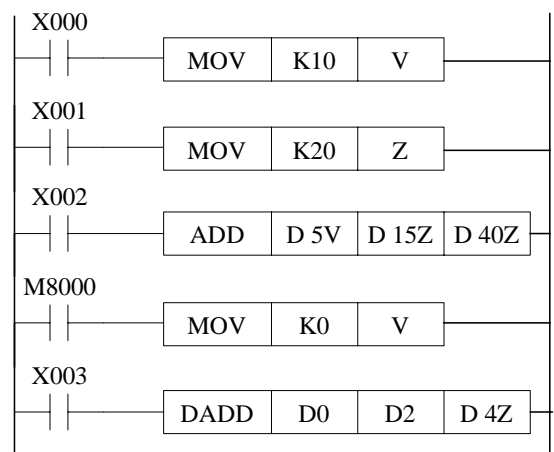 X000
MOV K10 V
X001
MOV K20 Z
X002
ADD D 5V D 15Z D 40Z
M8000
MOV K0 V
X003
DADD D0 D2 D 4Z